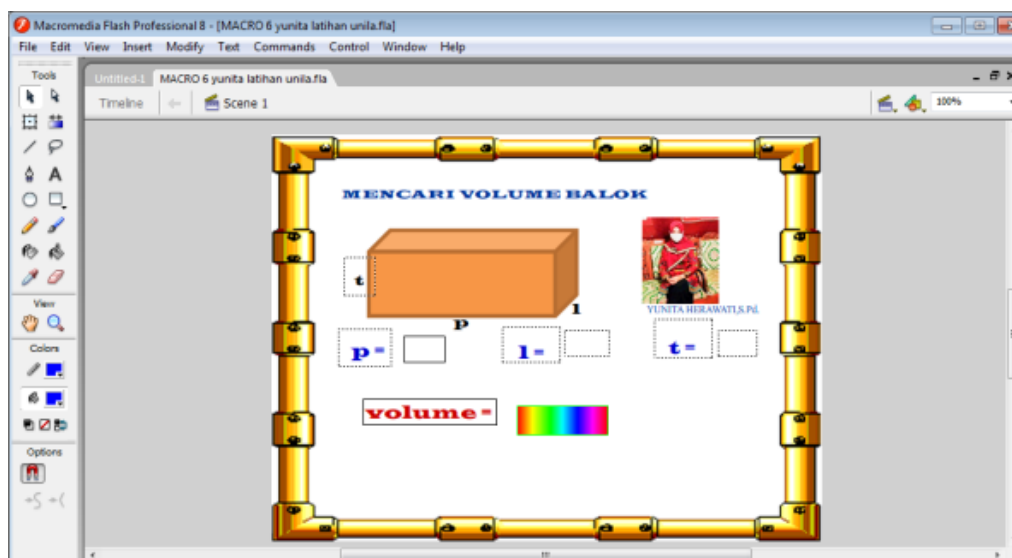 Macromedia Flash Professional 8 - [MACRO 6 yunita latihan unila.fla]
File Edit View Insert Modify Text Commands Control Window Help
Tools
Untitled-1 MACRO 6 yunita latihan unila.fla
Timeline Scene 1 100%
MENCARI VOLUME BALOK
t
l
p
YUNITA HERAWATI,S.Pd.
p = l = t =
volume =
View
Colors
Options